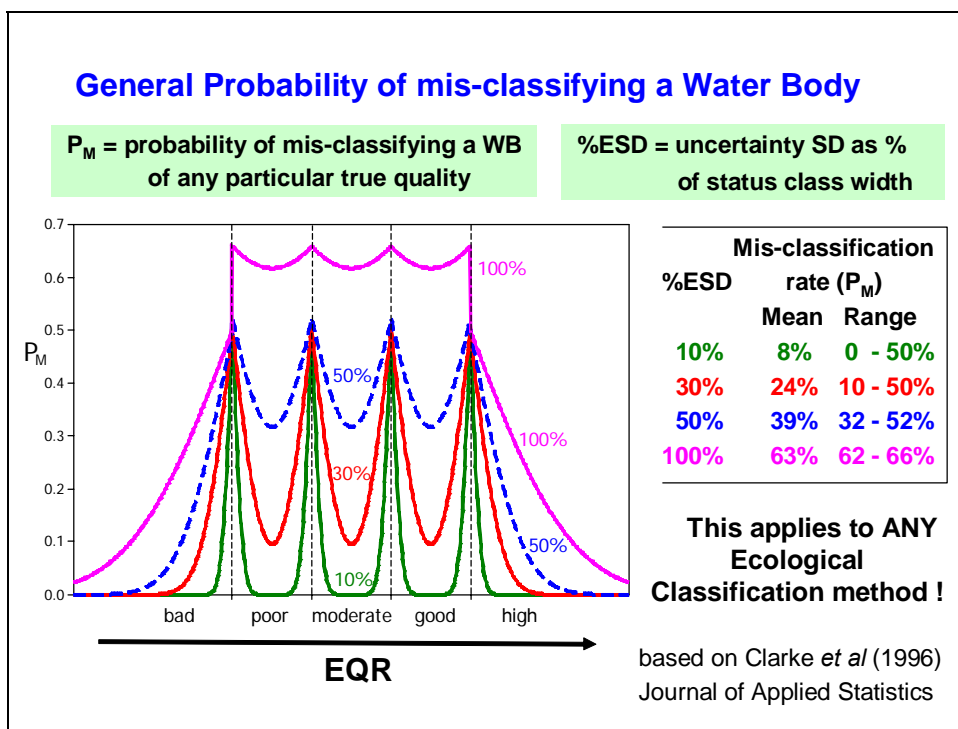 General Probability of mis-classifying a Water Body
P_M = probability of mis-classifying a WB
of any particular true quality
%ESD = uncertainty SD as %
of status class width
0.7
0.6
0.5
0.4
0.3
0.2
0.1
0.0
P_M
100%
50%
30%
10%
100%
50%
bad poor moderate good high
EQR
Mis-classification
%ESD rate (P_M)
Mean Range
10% 8% 0 - 50%
30% 24% 10 - 50%
50% 39% 32 - 52%
100% 63% 62 - 66%
This applies to ANY
Ecological
Classification method !
based on Clarke et al (1996)
Journal of Applied Statistics